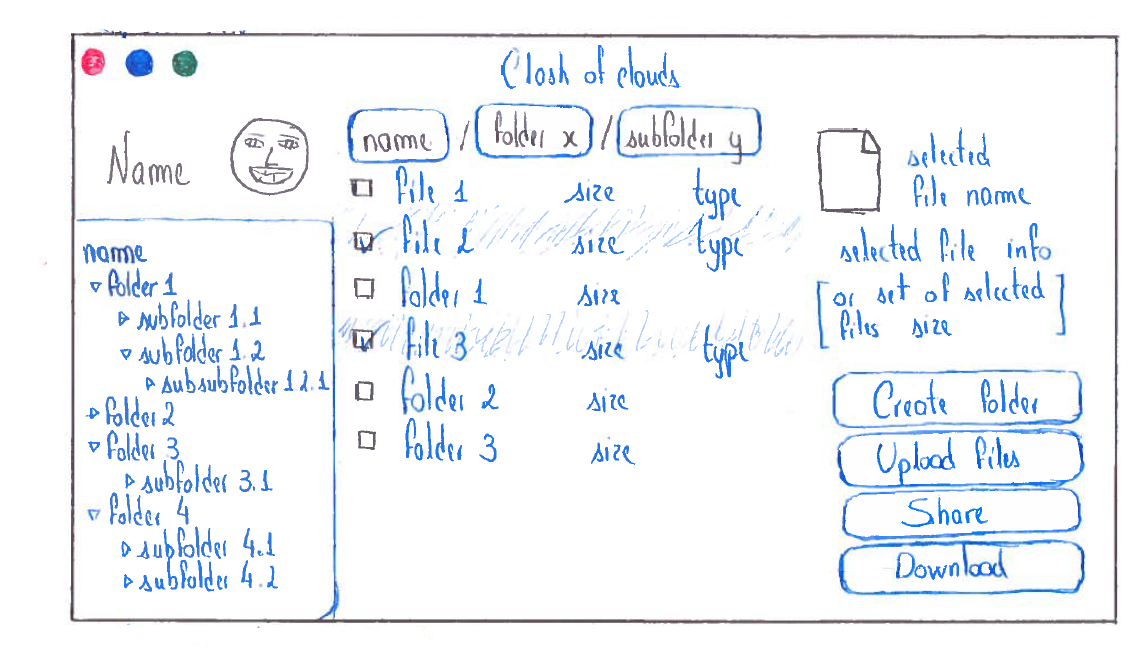 Clash of clouds
Name
name / folder x / subfolder y
file 1 size type
file 2 size type
folder 1 size
file 3 size type
folder 2 size
folder 3 size
name
folder 1
subfolder 1.1
subfolder 1.2
subsubfolder 1.2.1
folder 2
folder 3
subfolder 3.1
folder 4
subfolder 4.1
subfolder 4.2
selected
file name
selected file info
[or set of selected
files size]
Create folder
Upload files
Share
Download